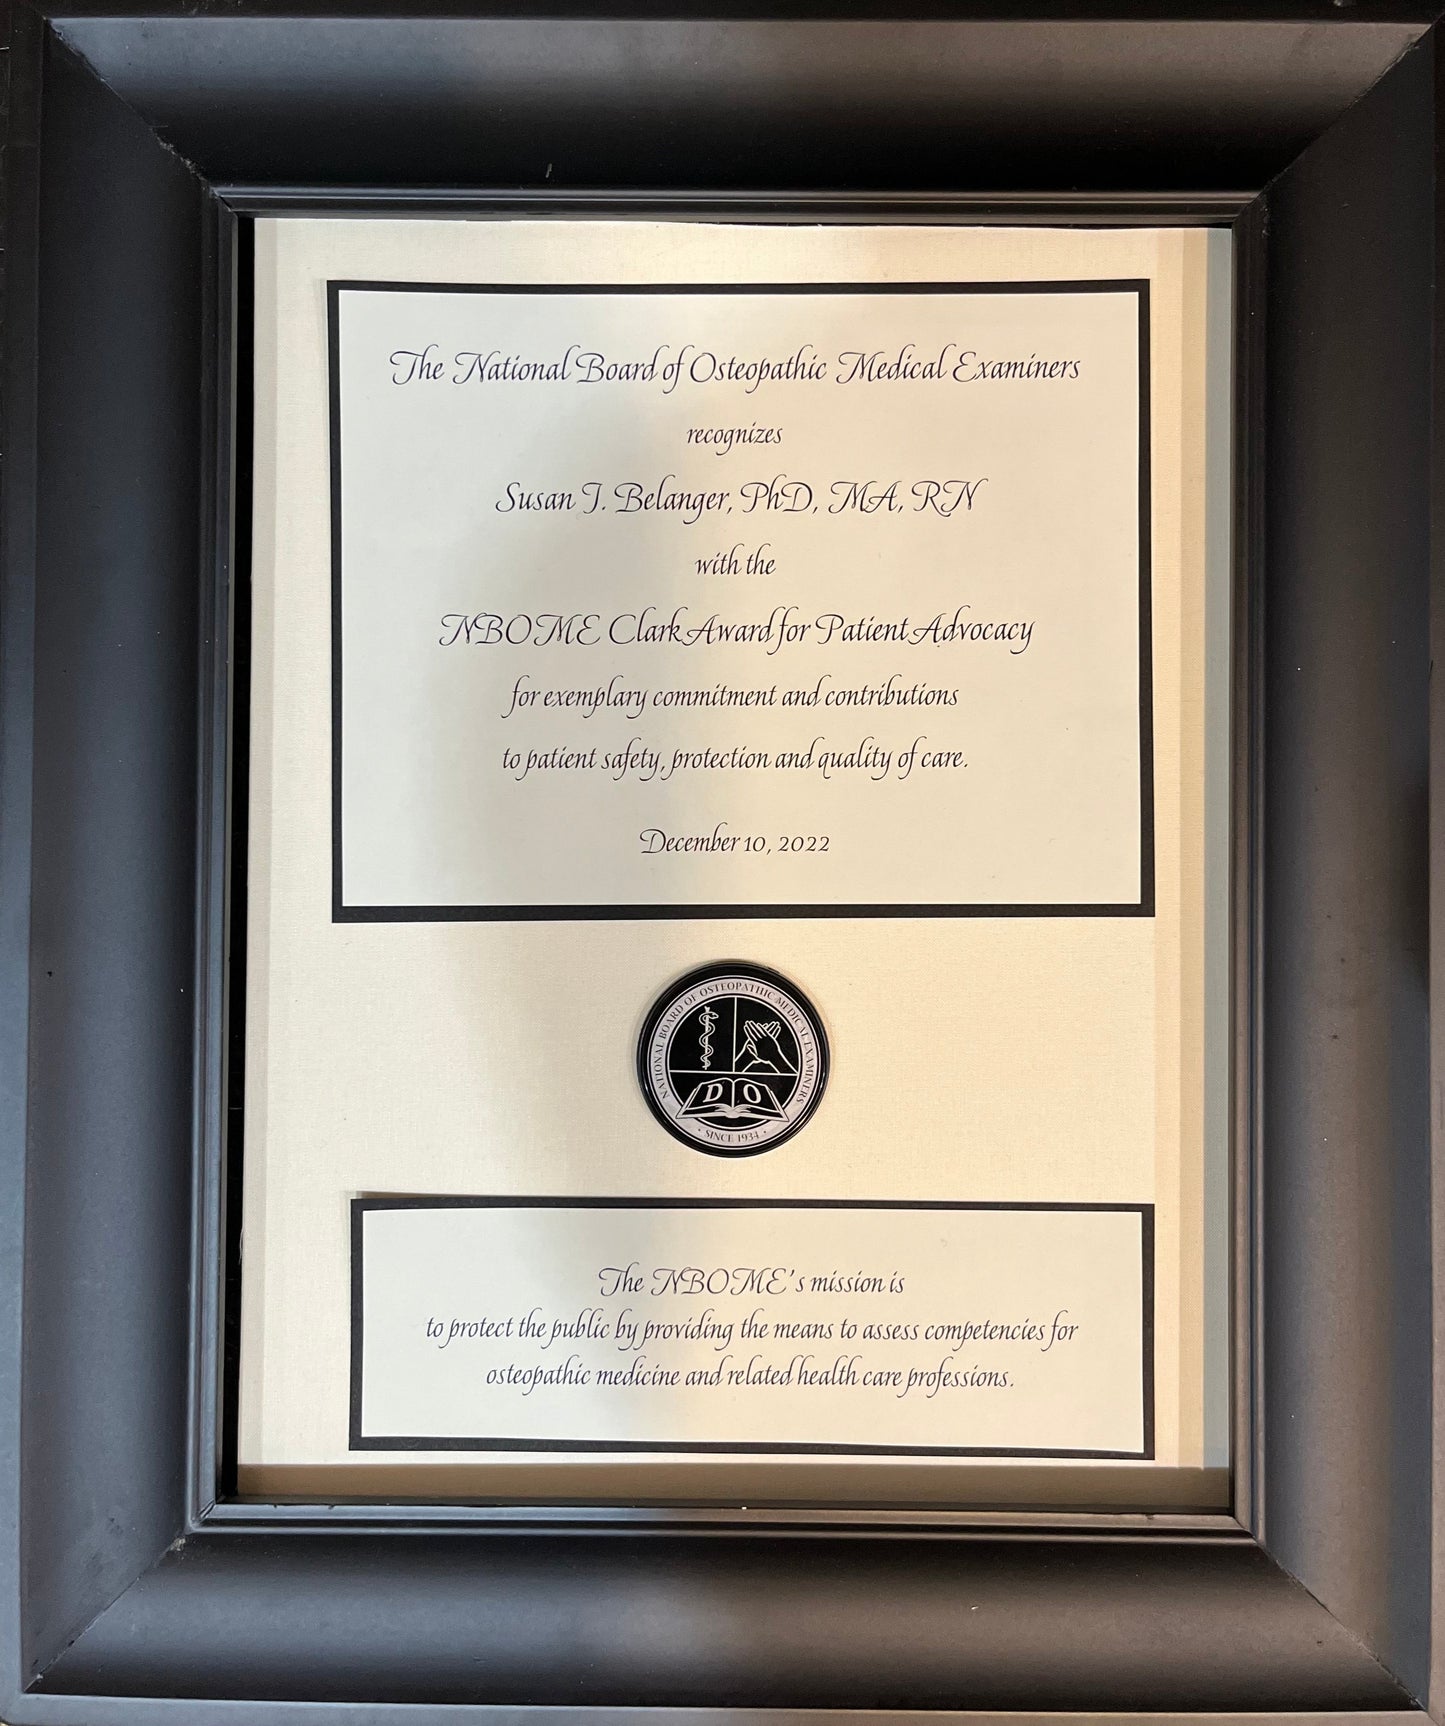 The National Board of Osteopathic Medical Examiners
recognizes
Susan J. Belanger, PhD, MA, RN
with the
NBOME Clark Award for Patient Advocacy
for exemplary commitment and contributions
to patient safety, protection and quality of care.
December 10, 2022
NATIONAL BOARD OF OSTEOPATHIC MEDICAL EXAMINERS
D O
• SINCE 1934 •
The NBOME's mission is
to protect the public by providing the means to assess competencies for
osteopathic medicine and related health care professions.